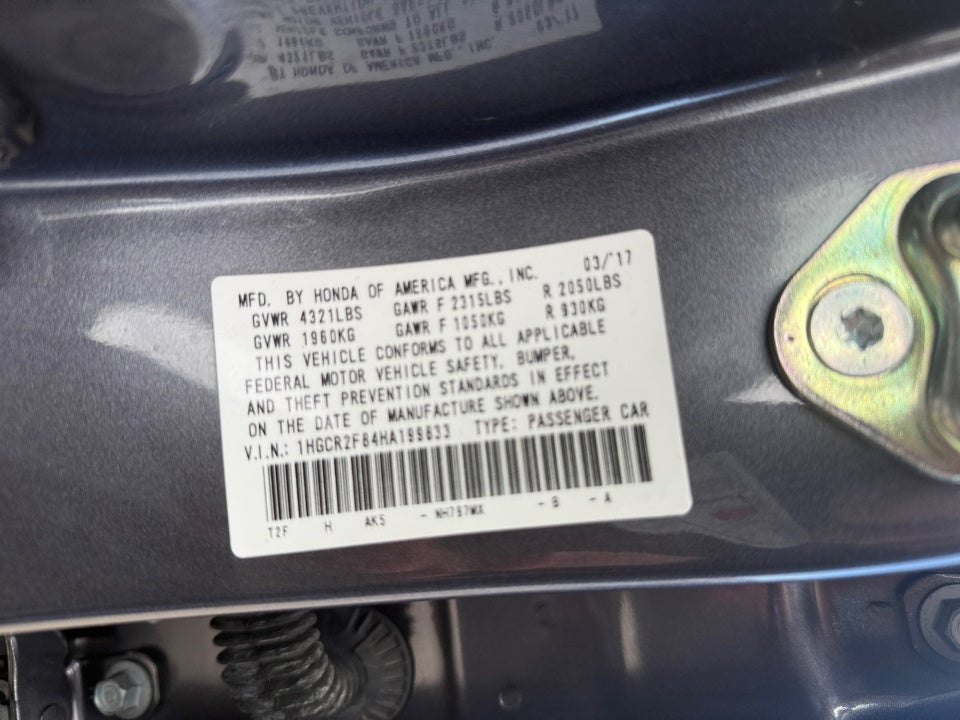 MFD. BY HONDA OF AMERICA MFG., INC. 03/'17
GVWR 4321LBS GAWR F 2315LBS R 2050LBS
GVWR 1960KG GAWR F 1050KG R 930KG
THIS VEHICLE CONFORMS TO ALL APPLICABLE
FEDERAL MOTOR VEHICLE SAFETY, BUMPER,
AND THEFT PREVENTION STANDARDS IN EFFECT
ON THE DATE OF MANUFACTURE SHOWN ABOVE.
V.I.N.: 1HGCR2F84HA199833 TYPE: PASSENGER CAR
T2F H AK5 - NH797MX - B - A